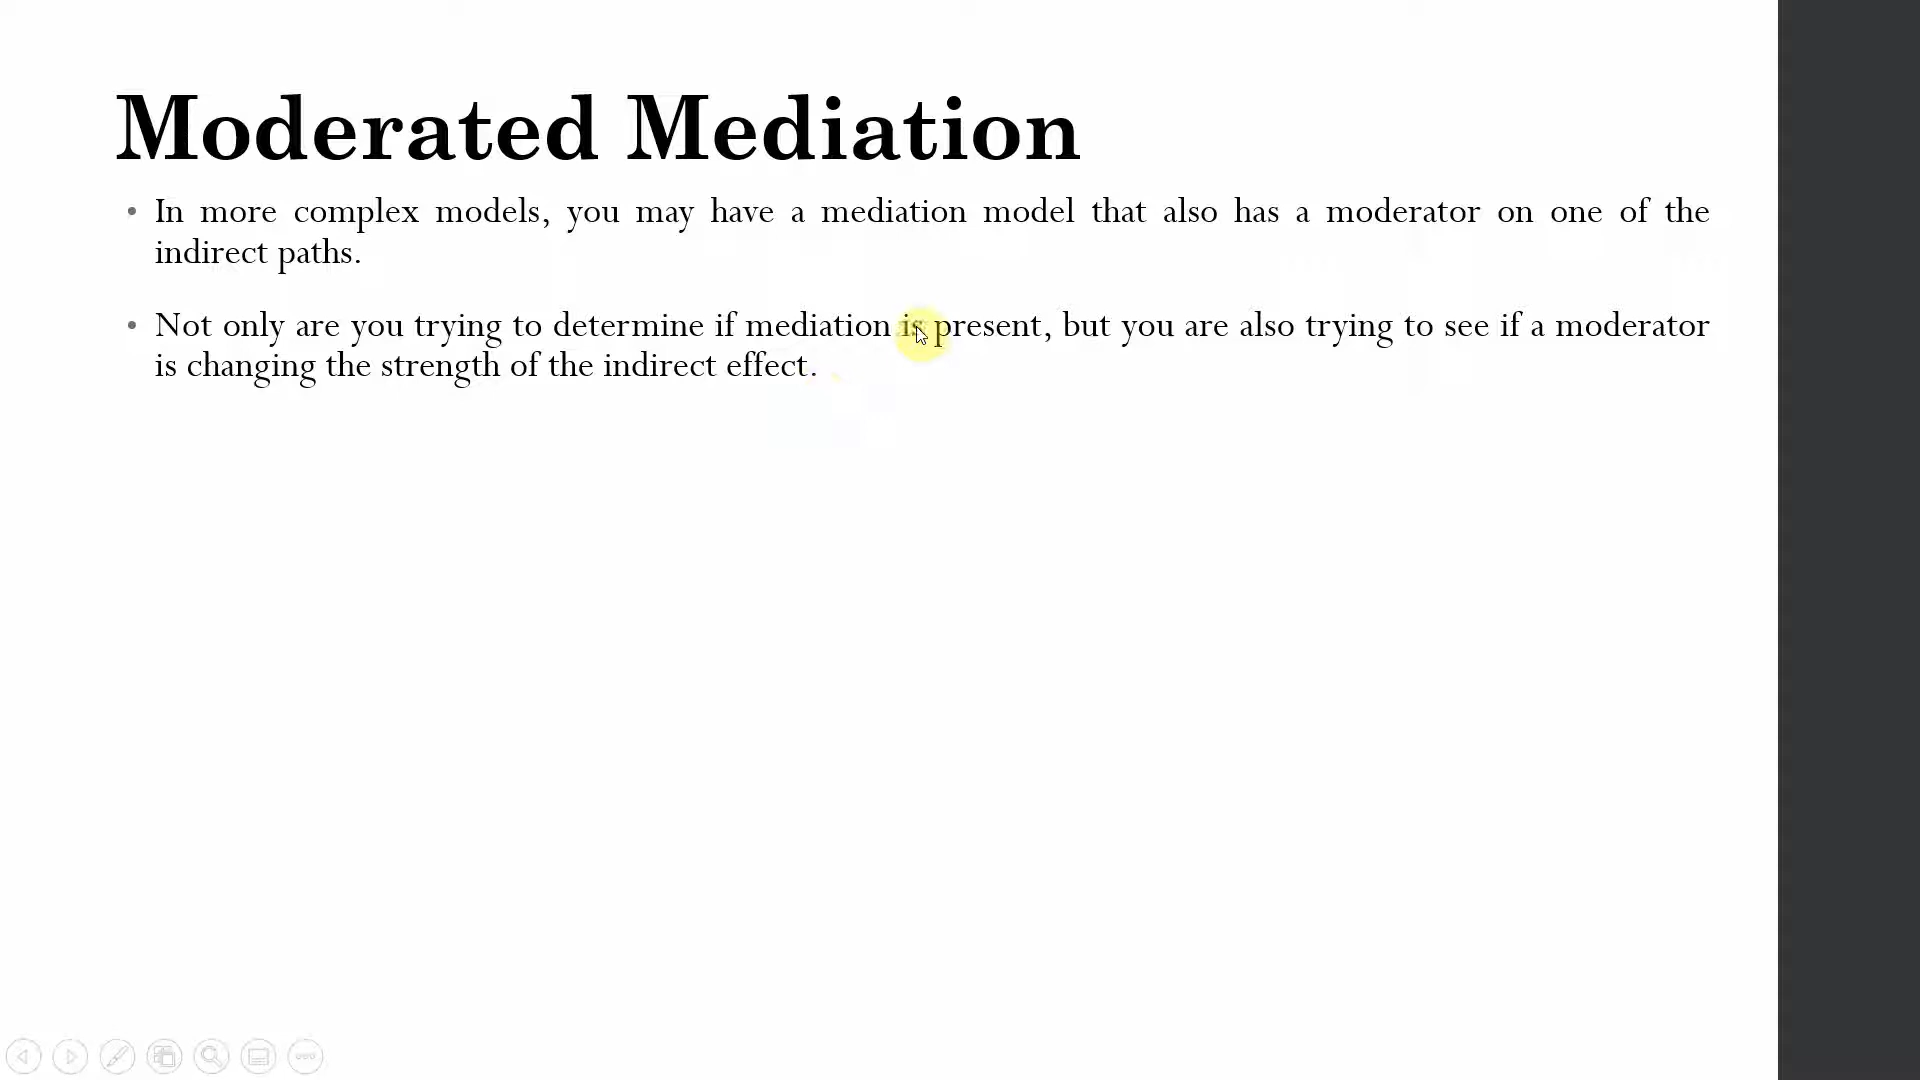 Moderated Mediation
• In more complex models, you may have a mediation model that also has a moderator on one of the
indirect paths.
• Not only are you trying to determine if mediation is present, but you are also trying to see if a moderator
is changing the strength of the indirect effect.